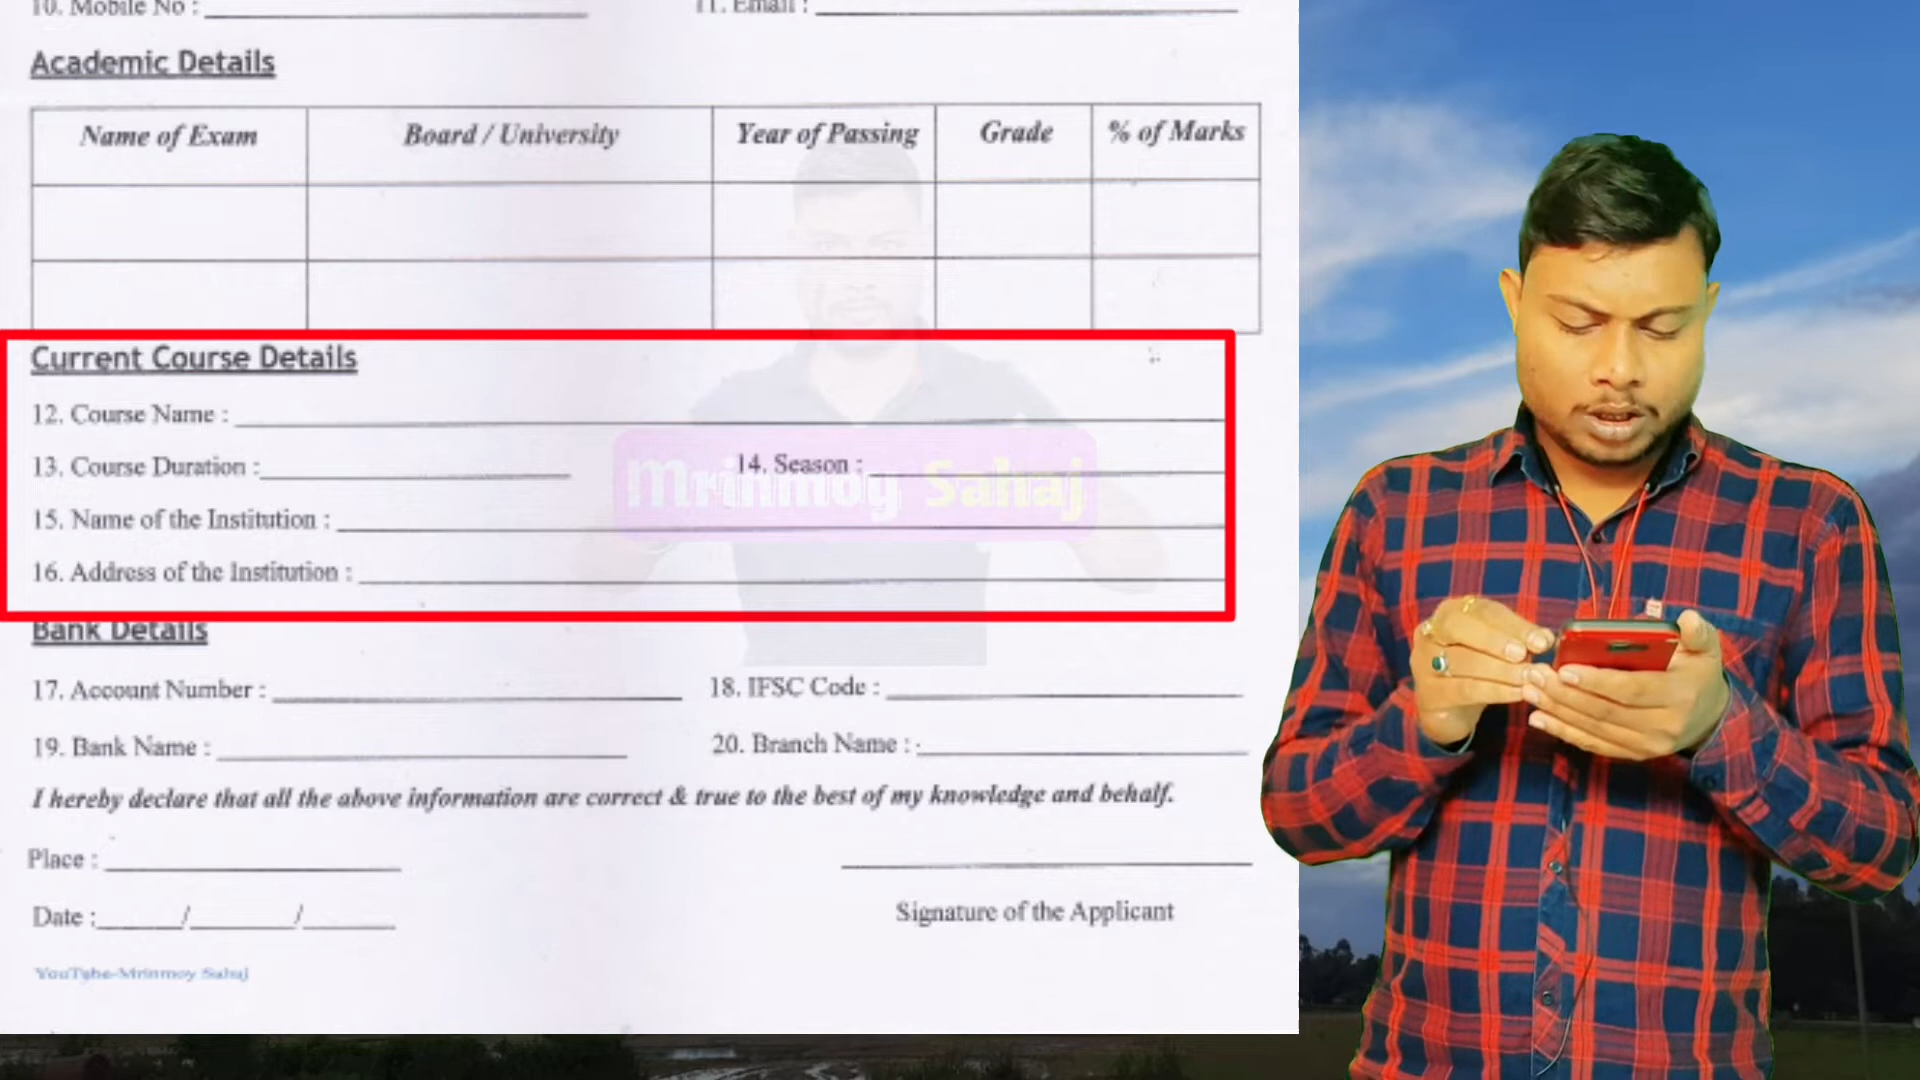 10. Mobile No :
11. Email :
Academic Details
Name of Exam Board / University Year of Passing Grade % of Marks
Current Course Details
12. Course Name :
13. Course Duration : 14. Season :
Mrinmoy Sahaj
15. Name of the Institution :
16. Address of the Institution :
Bank Details
17. Account Number : 18. IFSC Code :
19. Bank Name : 20. Branch Name :
I hereby declare that all the above information are correct & true to the best of my knowledge and behalf.
Place :
Date : / /
Signature of the Applicant
YouTybe-Mrinmoy Sahaj